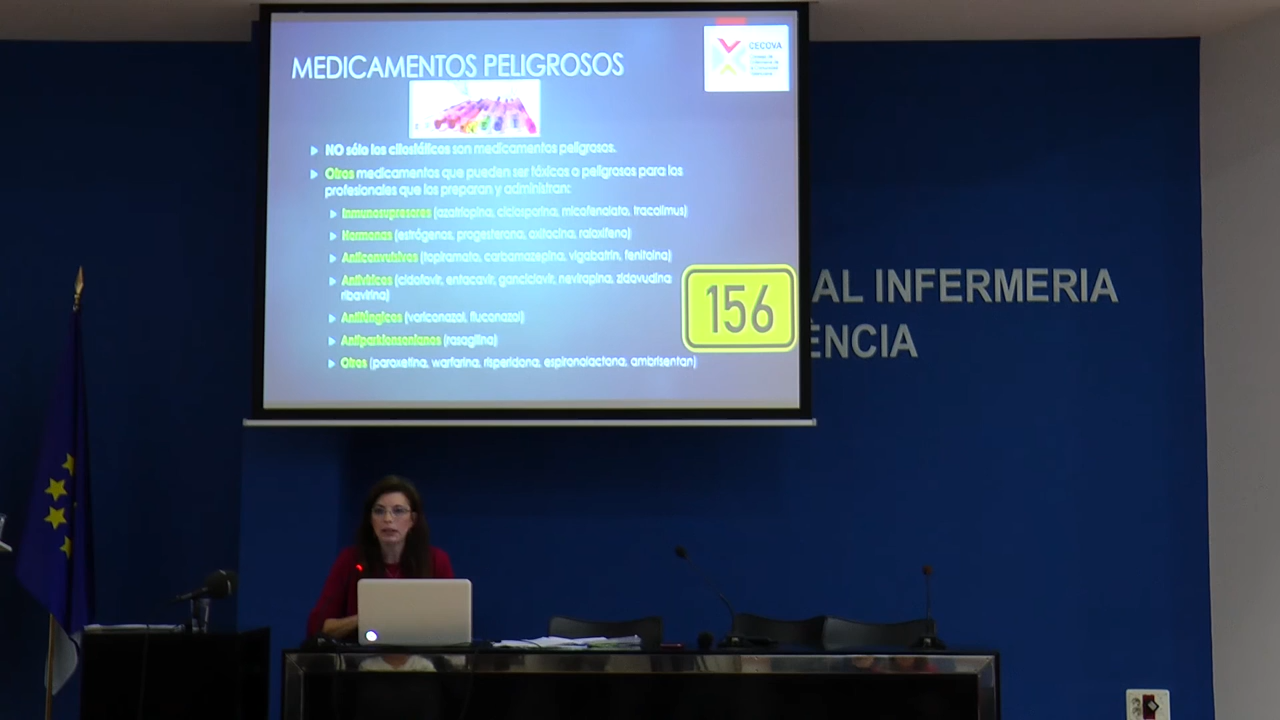 MEDICAMENTOS PELIGROSOS
CECOVA
NO sólo los citostáticos son medicamentos peligrosos.
Otros medicamentos que pueden ser tóxicos o peligrosos para los
profesionales que los preparan y administran:
Inmunosupresores (azatriopina, ciclosporina, micofenolato, tracolimus)
Hormonas (estrógenos, progesterona, oxitocina, raloxifeno)
Anticonvulsivos (topiramato, carbamazepina, vigabatrin, fenitoína)
Antivíricos (cidofovir, entacavir, ganciclovir, nevirapina, zidovudina
ribavirina)
Antifúngicos (voriconazol, fluconazol)
Antiparkinsonianos (rasagilina)
Otros (paroxetina, warfarina, risperidona, espironolactona, ambrisentan)
156
AL INFERMERIA
ÈNCIA